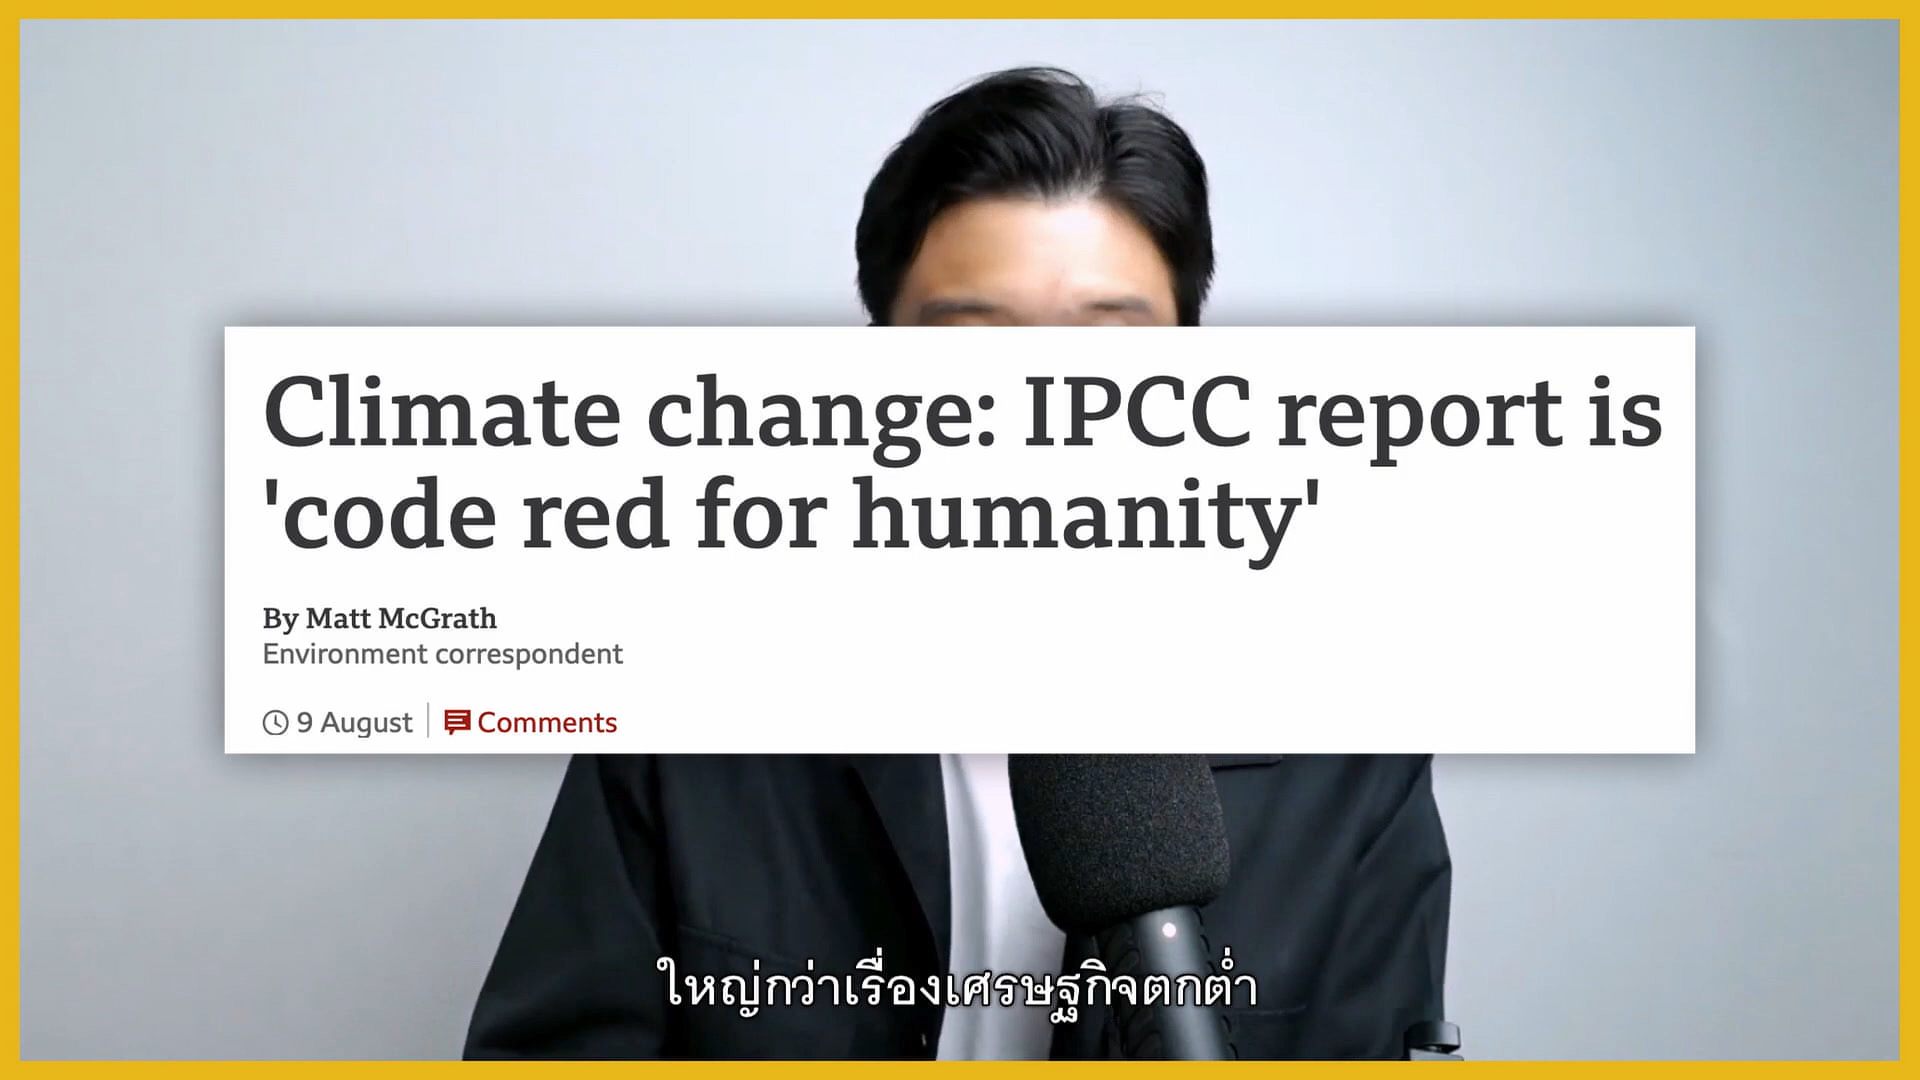 Climate change: IPCC report is
'code red for humanity'
By Matt McGrath
Environment correspondent
9 August
Comments
ใหญ่กว่าเรื่องเศรษฐกิจตกต่ำ